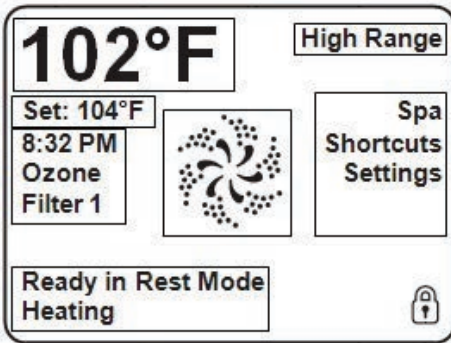 102°F
High Range
Set: 104°F
8:32 PM
Ozone
Filter 1
Spa
Shortcuts
Settings
Ready in Rest Mode
Heating